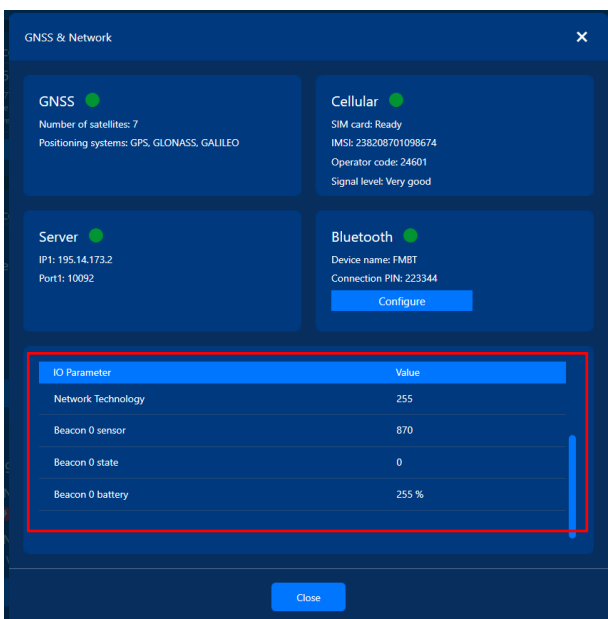 GNSS & Network
GNSS
Number of satellites: 7
Positioning systems: GPS, GLONASS, GALILEO
Cellular
SIM card: Ready
IMSI: 238208701098674
Operator code: 24601
Signal level: Very good
Server
IP1: 195.14.173.2
Port1: 10092
Bluetooth
Device name: FMBT
Connection PIN: 223344
Configure
IO Parameter Value
Network Technology 255
Beacon 0 sensor 870
Beacon 0 state 0
Beacon 0 battery 255 %
Close